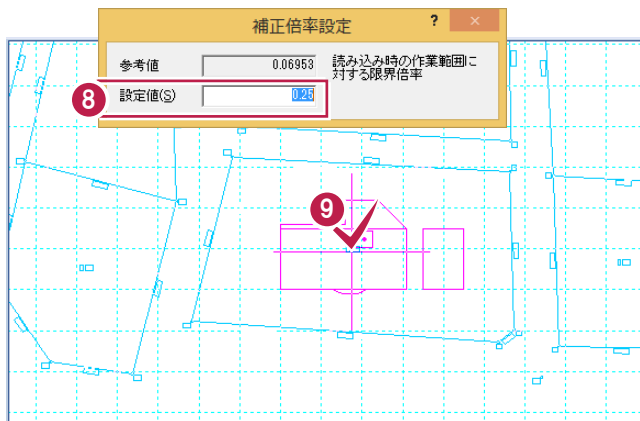 補正倍率設定
?
×
参考値
0.06953
読み込み時の作業範囲に
対する限界倍率
8
設定値(S)
0.25
9